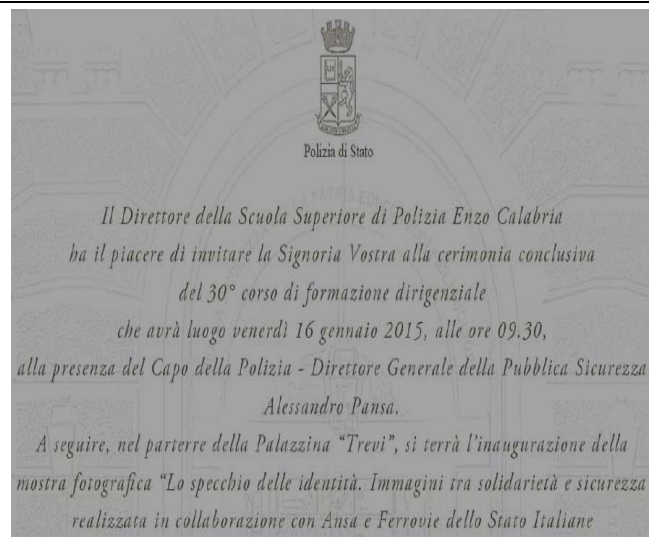 Polizia di Stato
Il Direttore della Scuola Superiore di Polizia Enzo Calabria
ha il piacere di invitare la Signoria Vostra alla cerimonia conclusiva
del 30° corso di formazione dirigenziale
che avrà luogo venerdì 16 gennaio 2015, alle ore 09.30,
alla presenza del Capo della Polizia - Direttore Generale della Pubblica Sicurezza
Alessandro Pansa.
A seguire, nel parterre della Palazzina “Trevi”, si terrà l’inaugurazione della
mostra fotografica “Lo specchio delle identità. Immagini tra solidarietà e sicurezza
realizzata in collaborazione con Ansa e Ferrovie dello Stato Italiane